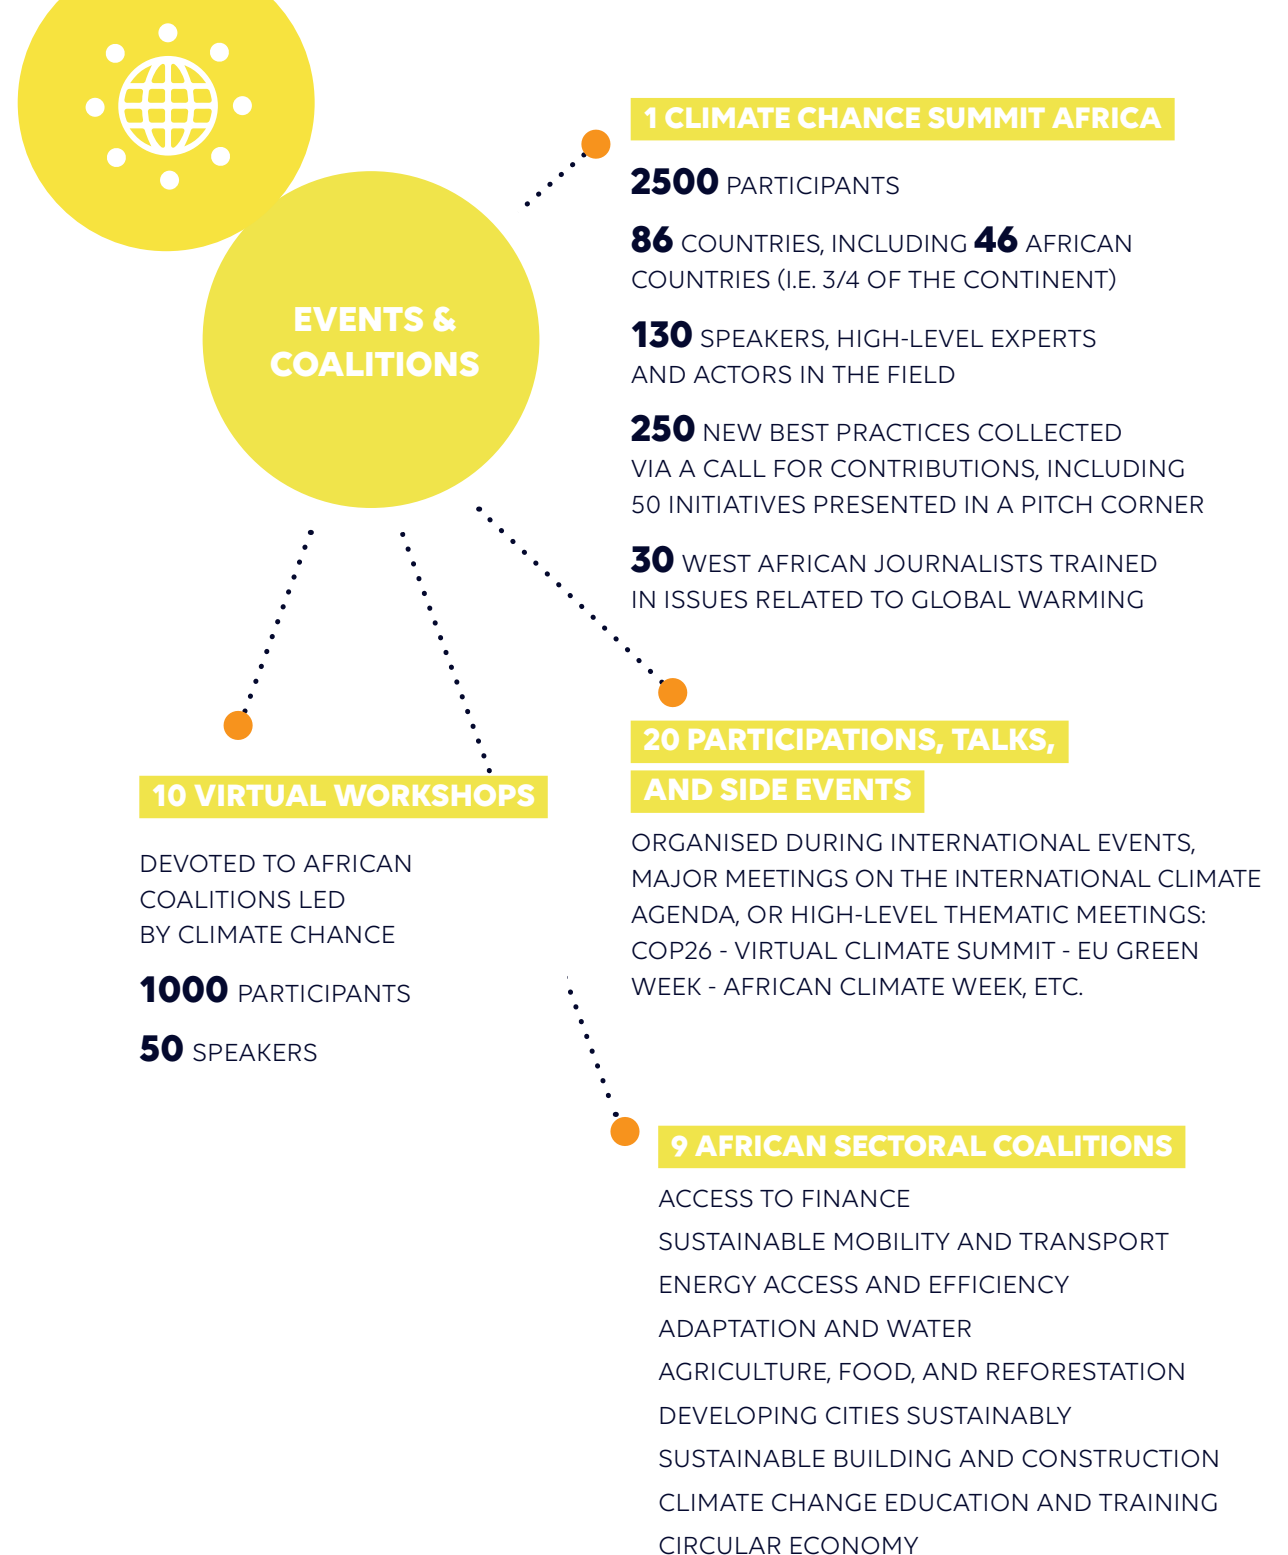 EVENTS &
COALITIONS
1 CLIMATE CHANCE SUMMIT AFRICA
2500 PARTICIPANTS
86 COUNTRIES, INCLUDING 46 AFRICAN
COUNTRIES (I.E. 3/4 OF THE CONTINENT)
130 SPEAKERS, HIGH-LEVEL EXPERTS
AND ACTORS IN THE FIELD
250 NEW BEST PRACTICES COLLECTED
VIA A CALL FOR CONTRIBUTIONS, INCLUDING
50 INITIATIVES PRESENTED IN A PITCH CORNER
30 WEST AFRICAN JOURNALISTS TRAINED
IN ISSUES RELATED TO GLOBAL WARMING
10 VIRTUAL WORKSHOPS
DEVOTED TO AFRICAN
COALITIONS LED
BY CLIMATE CHANCE
1000 PARTICIPANTS
50 SPEAKERS
20 PARTICIPATIONS, TALKS,
AND SIDE EVENTS
ORGANISED DURING INTERNATIONAL EVENTS,
MAJOR MEETINGS ON THE INTERNATIONAL CLIMATE
AGENDA, OR HIGH-LEVEL THEMATIC MEETINGS:
COP26 - VIRTUAL CLIMATE SUMMIT - EU GREEN
WEEK - AFRICAN CLIMATE WEEK, ETC.
9 AFRICAN SECTORAL COALITIONS
ACCESS TO FINANCE
SUSTAINABLE MOBILITY AND TRANSPORT
ENERGY ACCESS AND EFFICIENCY
ADAPTATION AND WATER
AGRICULTURE, FOOD, AND REFORESTATION
DEVELOPING CITIES SUSTAINABLY
SUSTAINABLE BUILDING AND CONSTRUCTION
CLIMATE CHANGE EDUCATION AND TRAINING
CIRCULAR ECONOMY